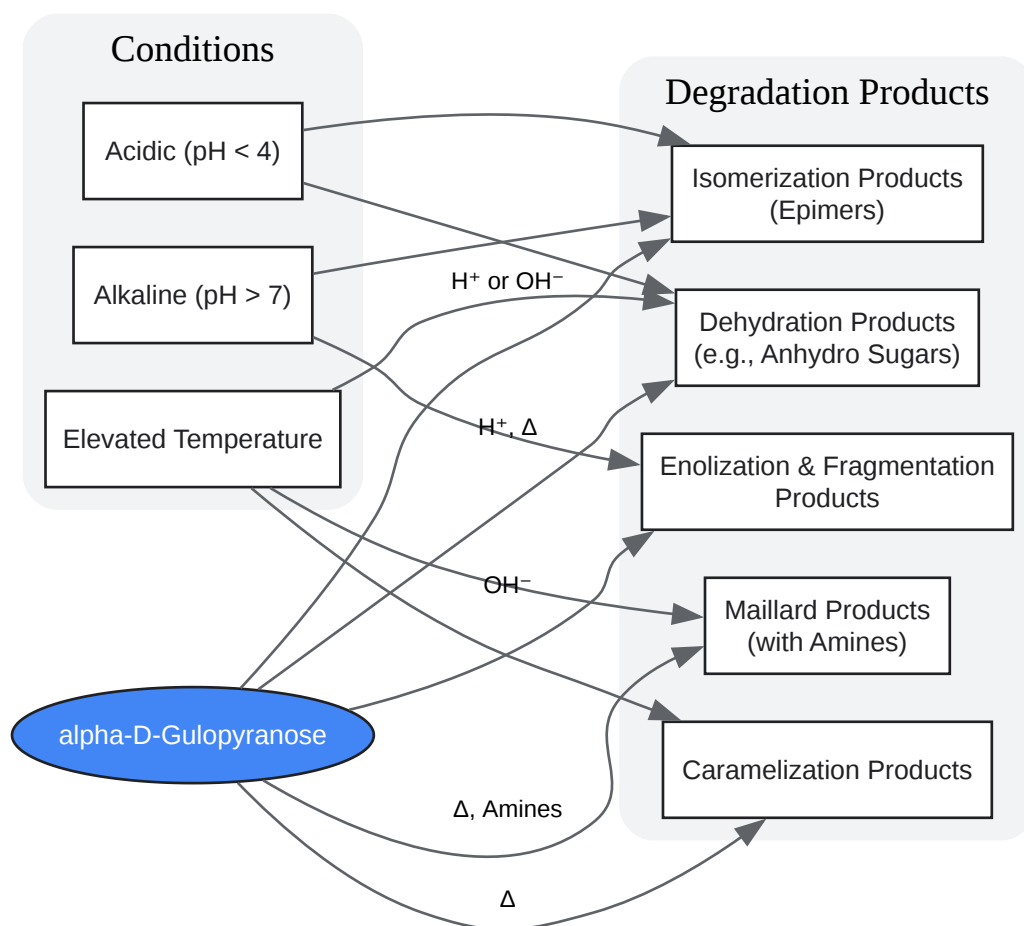 Conditions
Acidic (pH < 4)
Alkaline (pH > 7)
Elevated Temperature
alpha-D-Gulopyranose
H⁺ or OH⁻
H⁺, Δ
OH⁻
Δ, Amines
Δ
Degradation Products
Isomerization Products
(Epimers)
Dehydration Products
(e.g., Anhydro Sugars)
Enolization & Fragmentation
Products
Maillard Products
(with Amines)
Caramelization Products